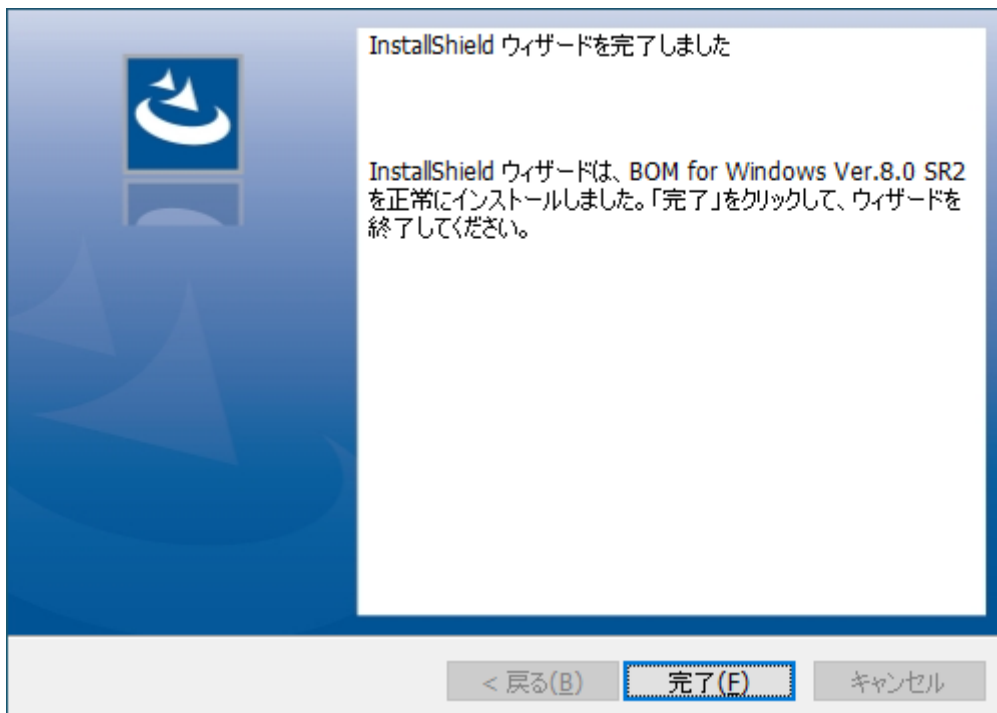 InstallShield ウィザードを完了しました
InstallShield ウィザードは、BOM for Windows Ver.8.0 SR2
を正常にインストールしました。「完了」をクリックして、ウィザードを
終了してください。
< 戻る(B) 完了(F) キャンセル